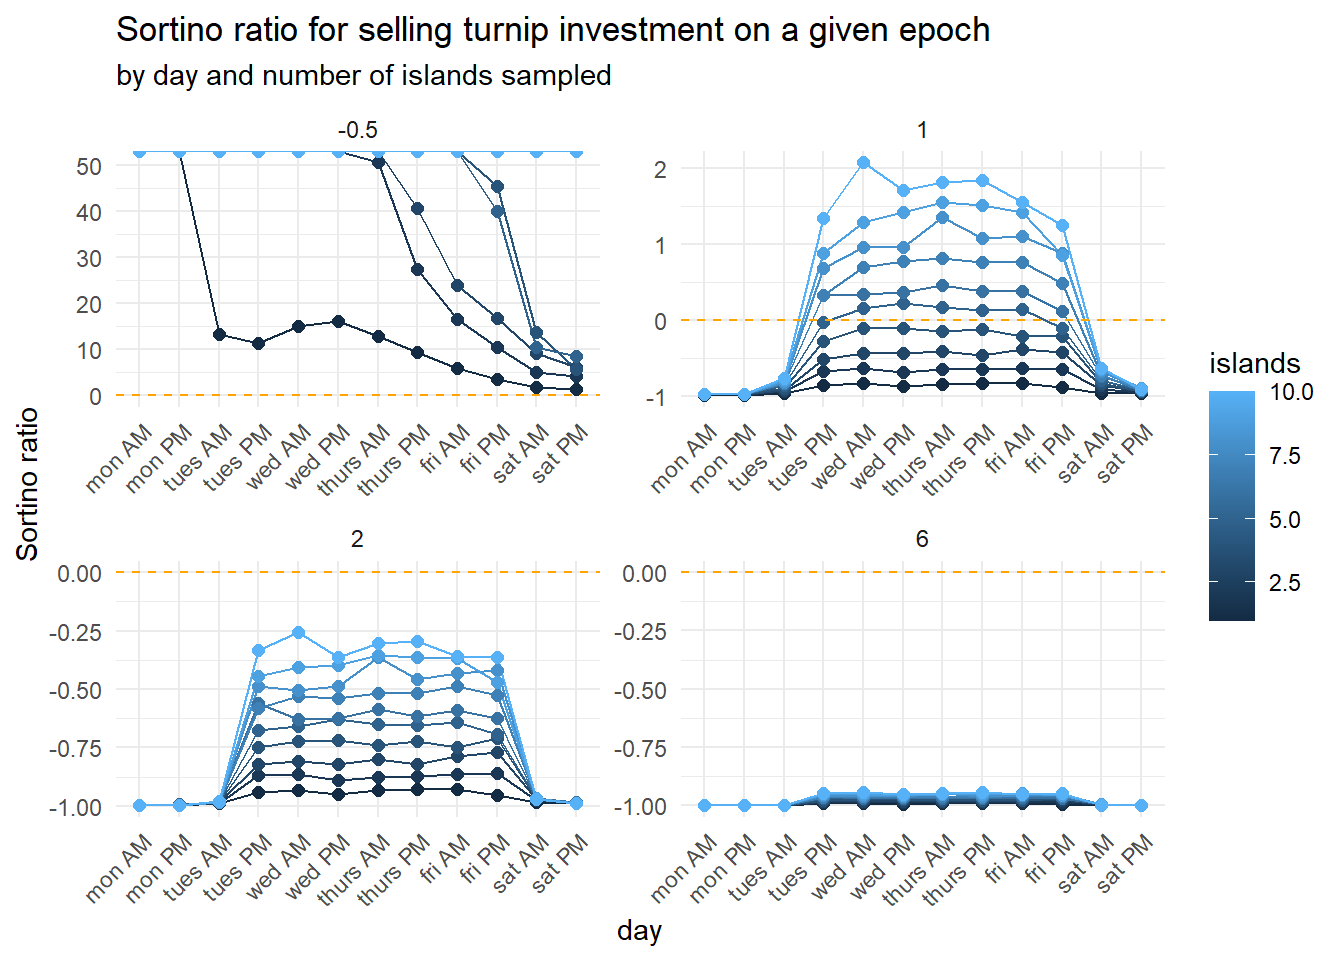 Sortino ratio for selling turnip investment on a given epoch
by day and number of islands sampled
-0.5
50
40
30
20
10
0
mon AM
mon PM
tues AM
tues PM
wed AM
wed PM
thurs AM
thurs PM
fri AM
fri PM
sat AM
sat PM
1
2
1
0
-1
mon AM
mon PM
tues AM
tues PM
wed AM
wed PM
thurs AM
thurs PM
fri AM
fri PM
sat AM
sat PM
2
0.00
-0.25
-0.50
-0.75
-1.00
mon AM
mon PM
tues AM
tues PM
wed AM
wed PM
thurs AM
thurs PM
fri AM
fri PM
sat AM
sat PM
6
0.00
-0.25
-0.50
-0.75
-1.00
mon AM
mon PM
tues AM
tues PM
wed AM
wed PM
thurs AM
thurs PM
fri AM
fri PM
sat AM
sat PM
Sortino ratio
day
islands
10.0
7.5
5.0
2.5